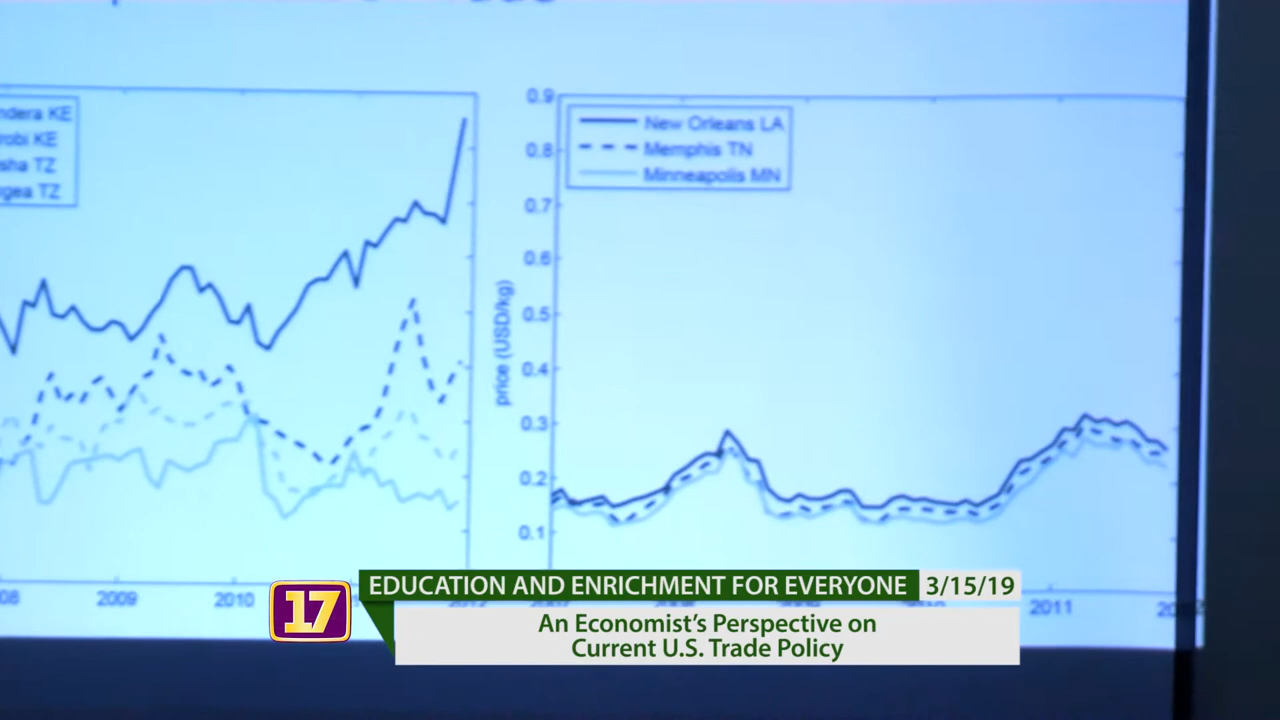 ndera KE
robi KE
sha TZ
gea TZ
2009
2010
0.9
0.8
0.7
0.6
0.5
0.4
0.3
0.2
0.1
price (USD/kg)
New Orleans LA
Memphis TN
Minneapolis MN
2011
17
EDUCATION AND ENRICHMENT FOR EVERYONE 3/15/19
An Economist's Perspective on
Current U.S. Trade Policy